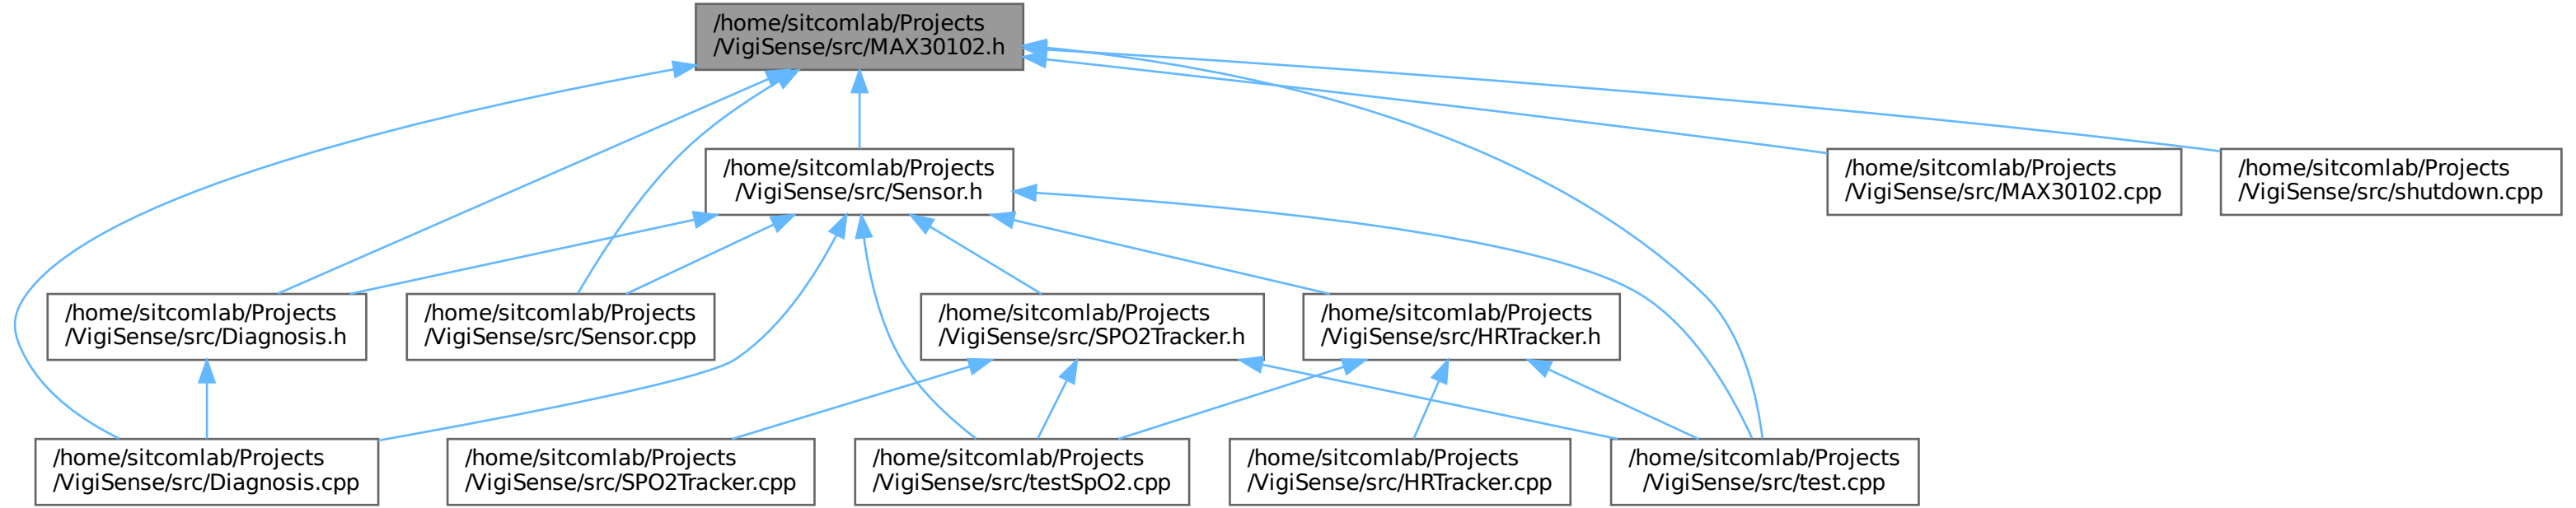 /home/sitcomlab/Projects
/VigiSense/src/MAX30102.h
/home/sitcomlab/Projects
/VigiSense/src/Sensor.h
/home/sitcomlab/Projects
/VigiSense/src/MAX30102.cpp
/home/sitcomlab/Projects
/VigiSense/src/shutdown.cpp
/home/sitcomlab/Projects
/VigiSense/src/Diagnosis.h
/home/sitcomlab/Projects
/VigiSense/src/Sensor.cpp
/home/sitcomlab/Projects
/VigiSense/src/SPO2Tracker.h
/home/sitcomlab/Projects
/VigiSense/src/HRTracker.h
/home/sitcomlab/Projects
/VigiSense/src/Diagnosis.cpp
/home/sitcomlab/Projects
/VigiSense/src/SPO2Tracker.cpp
/home/sitcomlab/Projects
/VigiSense/src/testSpO2.cpp
/home/sitcomlab/Projects
/VigiSense/src/HRTracker.cpp
/home/sitcomlab/Projects
/VigiSense/src/test.cpp